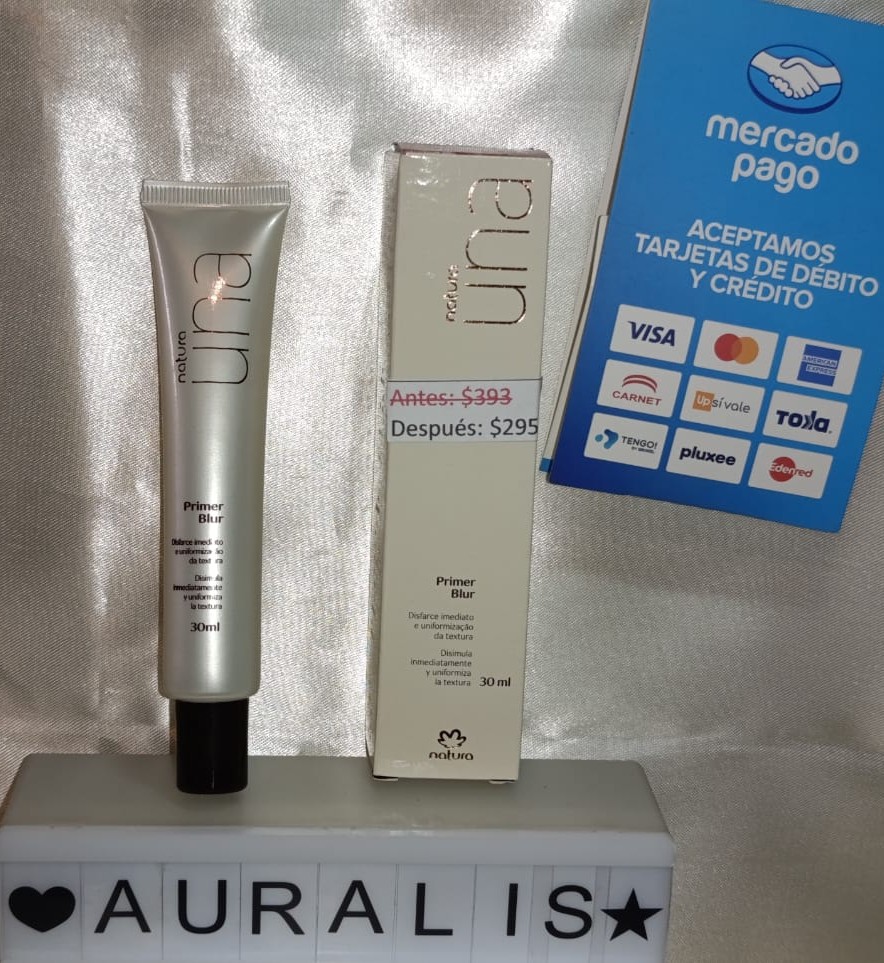 natura
una
Primer
Blur
Disfarce imediato
e uniformização
da textura
Disimula
inmediatamente
y uniformiza
la textura
30ml
natura
una
Antes: $393
Después: $295
Primer
Blur
Disfarce imediato
e uniformização
da textura
Disimula
inmediatamente
y uniformiza
la textura 30 ml
natura
mercado
pago
ACEPTAMOS
TARJETAS DE DÉBITO
Y CRÉDITO
VISA
AMERICAN
EXPRESS
CARNET
Up sí vale
TOKA
TENGO!
pluxee
Edenred
♥AURALIS★